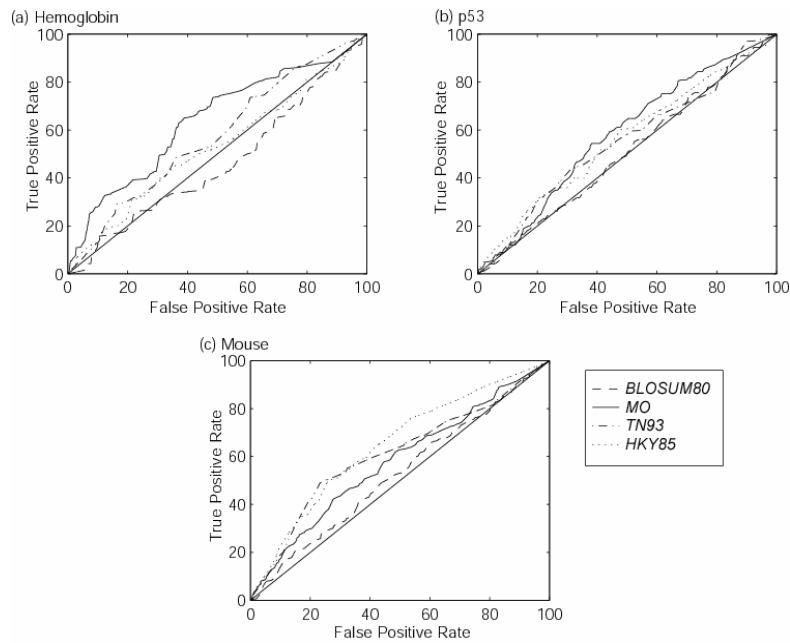 (a) Hemoglobin
100
80
60
40
20
0
True Positive Rate
0 20 40 60 80 100
False Positive Rate
(b) p53
100
80
60
40
20
0
True Positive Rate
0 20 40 60 80 100
False Positive Rate
(c) Mouse
100
80
60
40
20
0
True Positive Rate
0 20 40 60 80 100
False Positive Rate
BLOSUM80
MO
TN93
HKY85